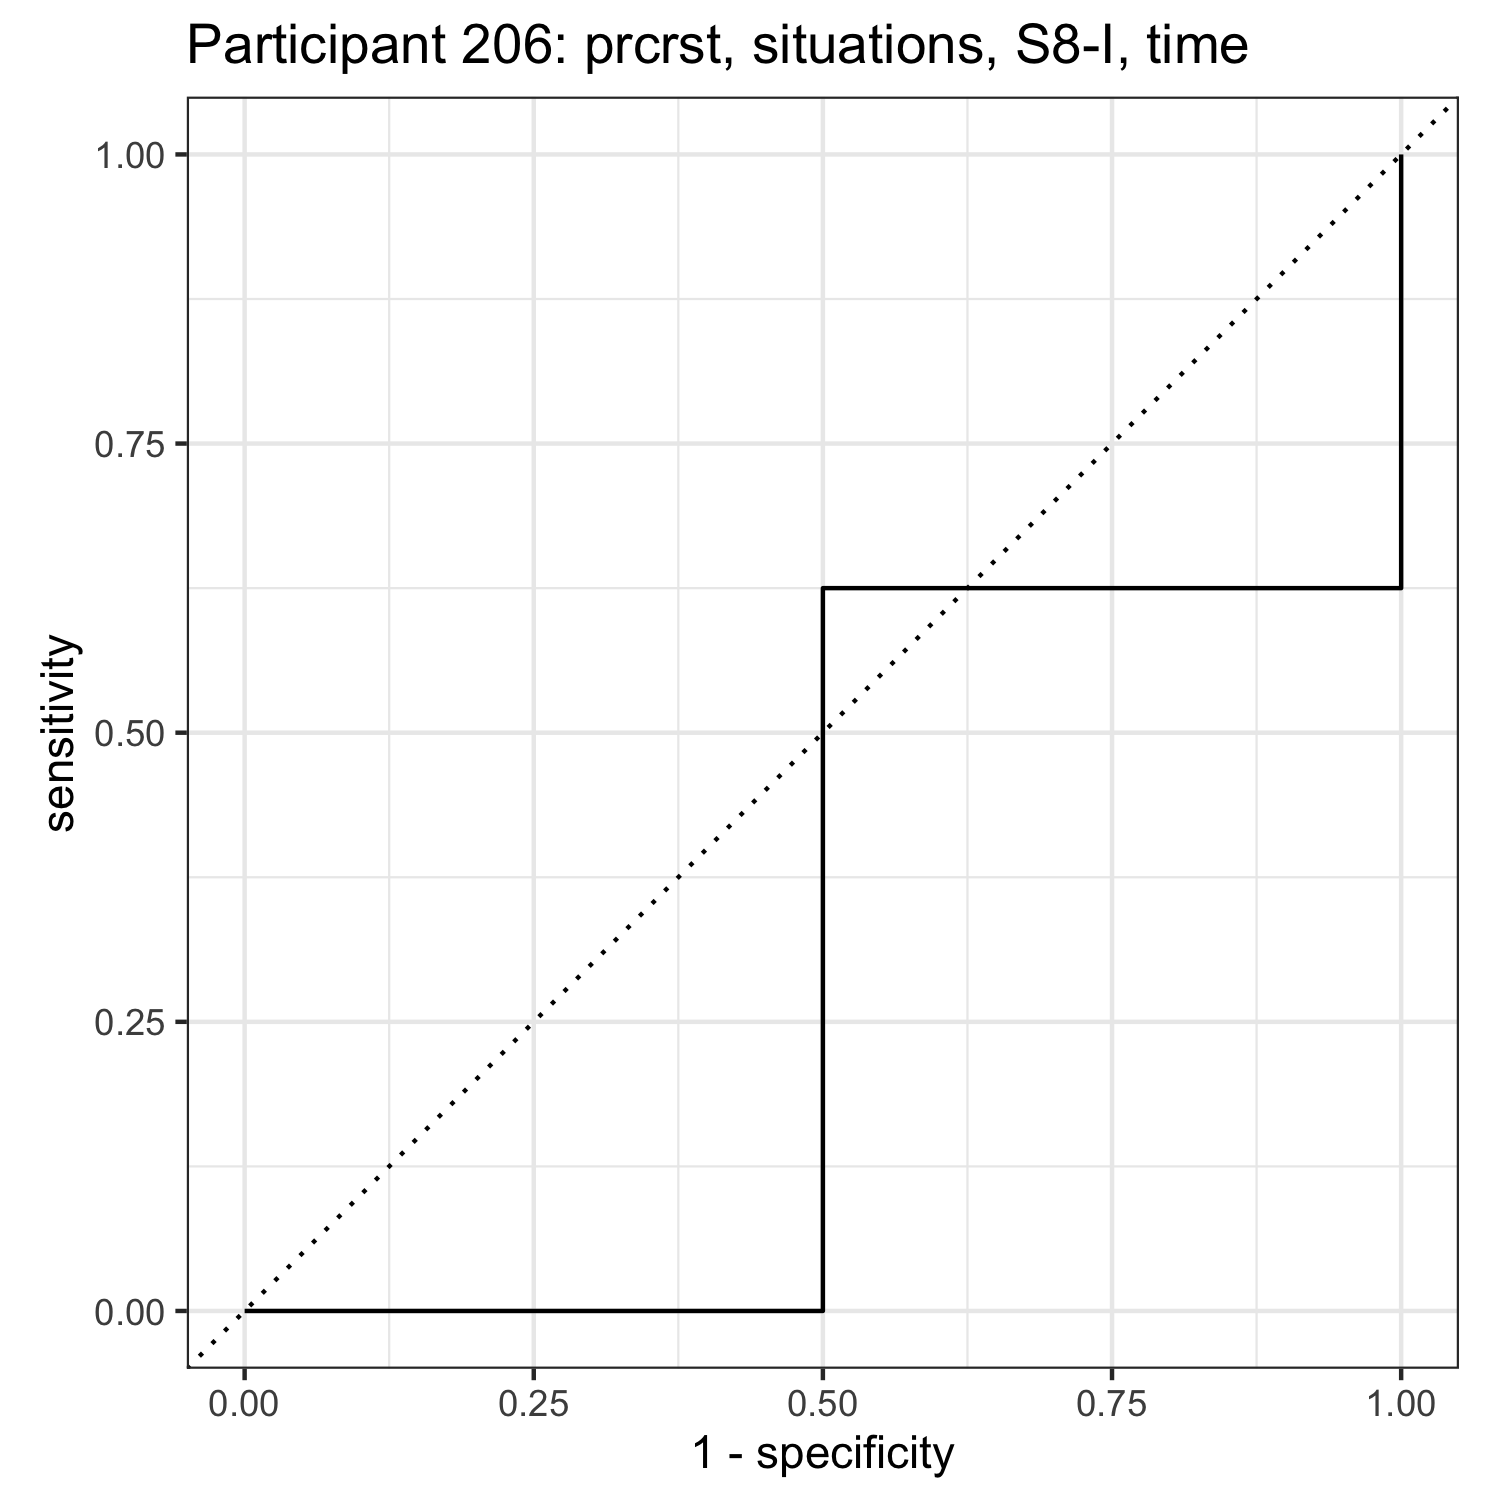 Participant 206: prcrst, situations, S8-I, time
1.00
0.75
0.50
0.25
0.00
sensitivity
0.00 0.25 0.50 0.75 1.00
1 - specificity